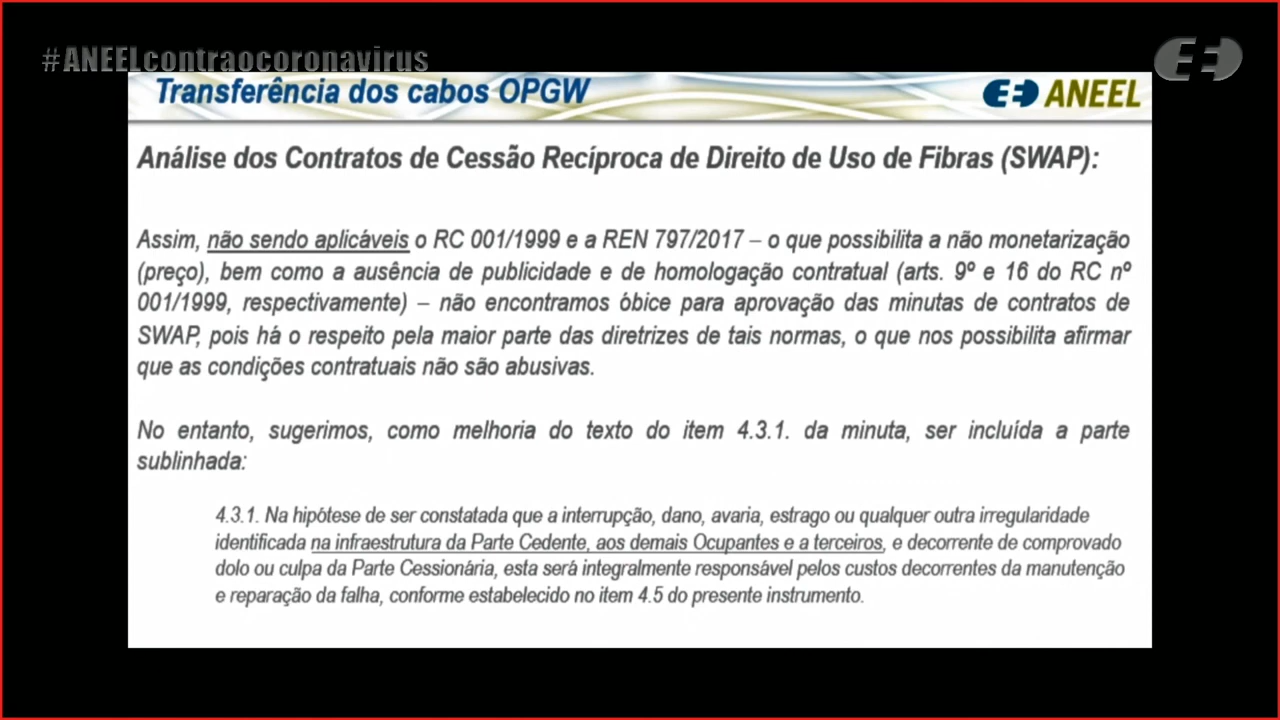 #ANEELcontraocoronavirus
Transferência dos cabos OPGW
ANEEL
Análise dos Contratos de Cessão Recíproca de Direito de Uso de Fibras (SWAP):
Assim, não sendo aplicáveis o RC 001/1999 e a REN 797/2017 – o que possibilita a não monetarização
(preço), bem como a ausência de publicidade e de homologação contratual (arts. 9º e 16 do RC nº
001/1999, respectivamente) – não encontramos óbice para aprovação das minutas de contratos de
SWAP, pois há o respeito pela maior parte das diretrizes de tais normas, o que nos possibilita afirmar
que as condições contratuais não são abusivas.
No entanto, sugerimos, como melhoria do texto do item 4.3.1. da minuta, ser incluída a parte
sublinhada:
4.3.1. Na hipótese de ser constatada que a interrupção, dano, avaria, estrago ou qualquer outra irregularidade
identificada na infraestrutura da Parte Cedente, aos demais Ocupantes e a terceiros, e decorrente de comprovado
dolo ou culpa da Parte Cessionária, esta será integralmente responsável pelos custos decorrentes da manutenção
e reparação da falha, conforme estabelecido no item 4.5 do presente instrumento.